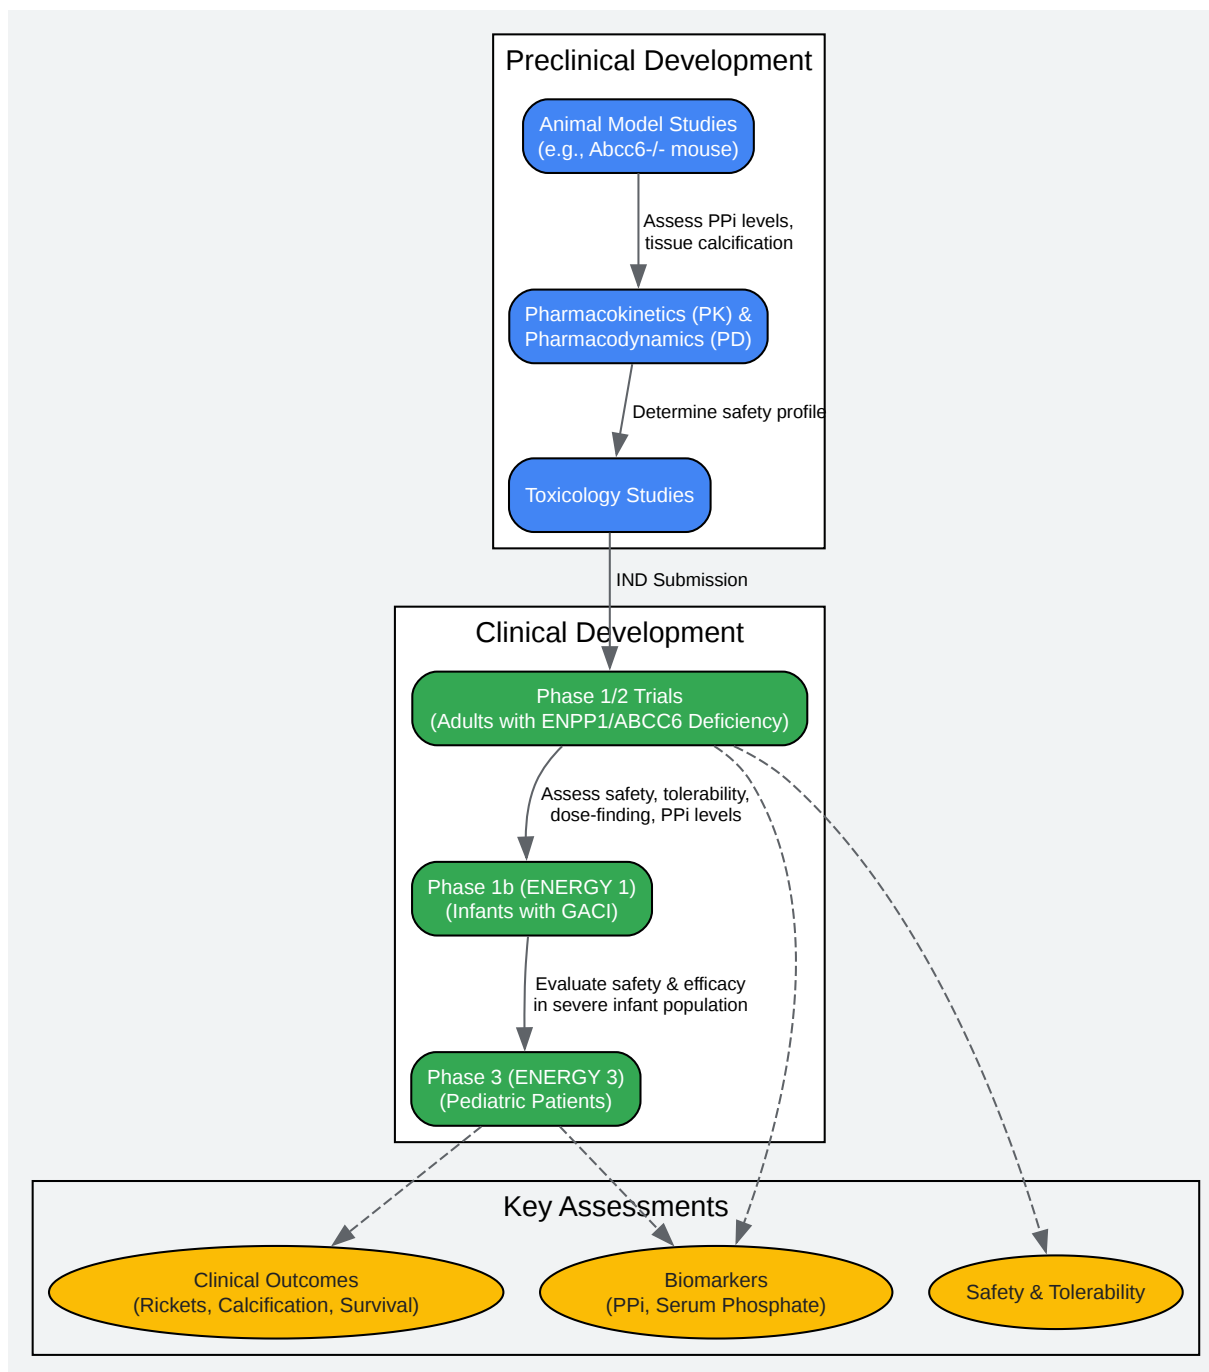 Preclinical Development
Animal Model Studies
(e.g., Abcc6-/- mouse)
Assess PPi levels,
tissue calcification
Pharmacokinetics (PK) &
Pharmacodynamics (PD)
Determine safety profile
Toxicology Studies
IND Submission
Clinical Development
Phase 1/2 Trials
(Adults with ENPP1/ABCC6 Deficiency)
Assess safety, tolerability,
dose-finding, PPi levels
Phase 1b (ENERGY 1)
(Infants with GACI)
Evaluate safety & efficacy
in severe infant population
Phase 3 (ENERGY 3)
(Pediatric Patients)
Key Assessments
Clinical Outcomes
(Rickets, Calcification, Survival)
Biomarkers
(PPi, Serum Phosphate)
Safety & Tolerability